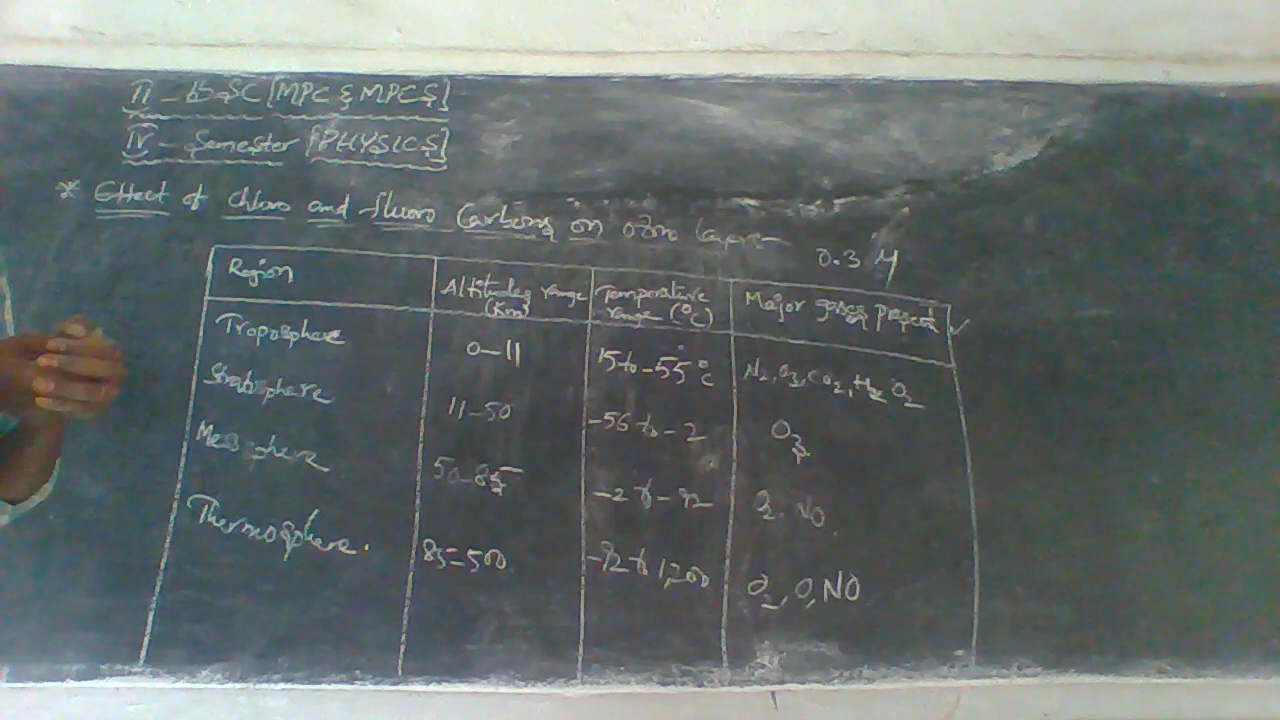 II - B.SC [MPC & MPCS]
IV - Semester [PHYSICS]
* Effect of chloro and fluoro Carbons on ozone layer-
0.3 μ
Region Altitudes range (Km) Temperature range (°C) Major gases present
Troposphere 0-11 15 to -55°C N2, O3, CO2, H2 O2
Stratosphere 11-50 -56 to -2 O3
Mesosphere 50-85 -2 to -92 O2 NO
Thermosphere. 85-500 -92 to 1,200 O2, O, NO